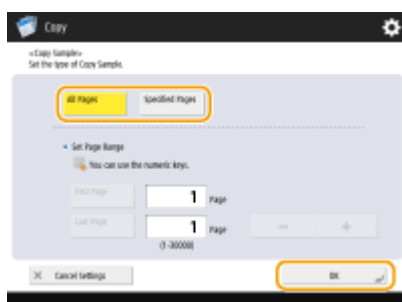 Copy
<Copy Sample>
Set the type of Copy Sample.
All Pages
Specified Pages
Set Page Range
You can use the numeric keys.
First Page
1 Page
Last Page
1 Page
(1-30000)
− +
× Cancel Settings
OK